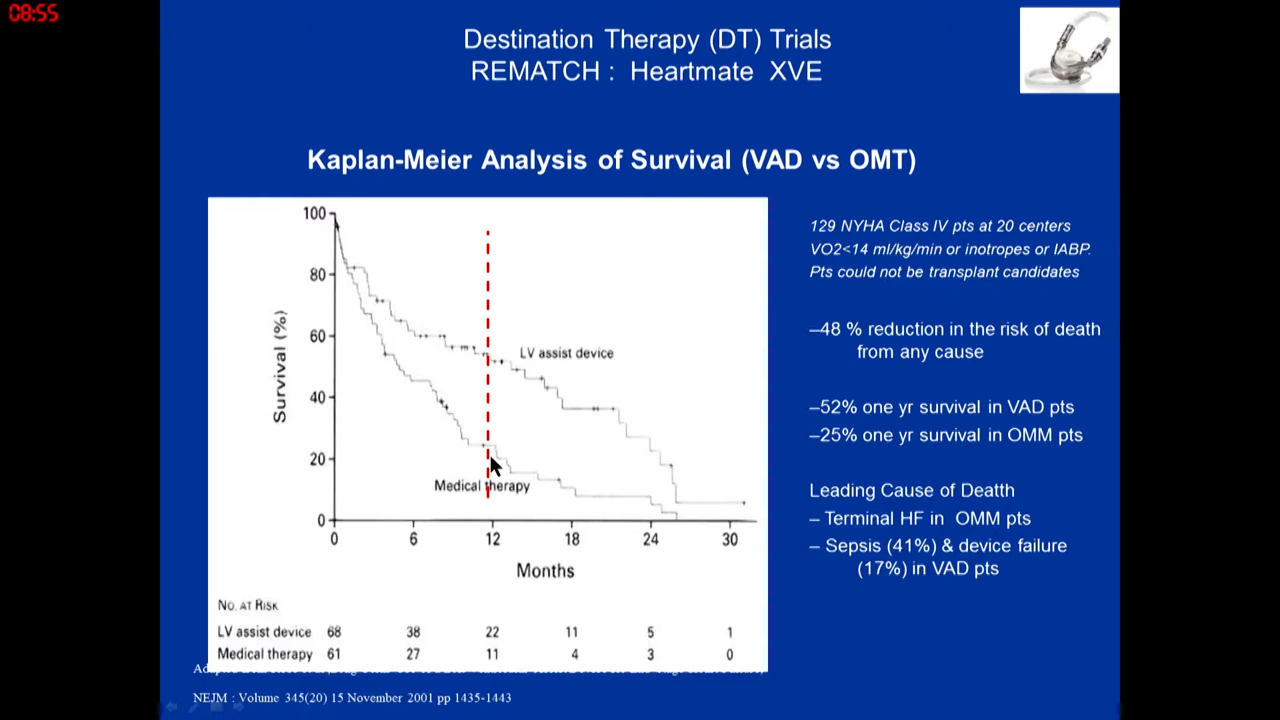 08:55
Destination Therapy (DT) Trials
REMATCH : Heartmate XVE
Kaplan-Meier Analysis of Survival (VAD vs OMT)
100
80
60
40
20
0
Survival (%)
LV assist device
Medical therapy
0 6 12 18 24 30
Months
No. at Risk
LV assist device 68 38 22 11 5 1
Medical therapy 61 27 11 4 3 0
129 NYHA Class IV pts at 20 centers
VO2<14 ml/kg/min or inotropes or IABP.
Pts could not be transplant candidates
–48 % reduction in the risk of death
from any cause
–52% one yr survival in VAD pts
–25% one yr survival in OMM pts
Leading Cause of Deatth
– Terminal HF in OMM pts
– Sepsis (41%) & device failure
(17%) in VAD pts
NEJM : Volume 345(20) 15 November 2001 pp 1435-1443